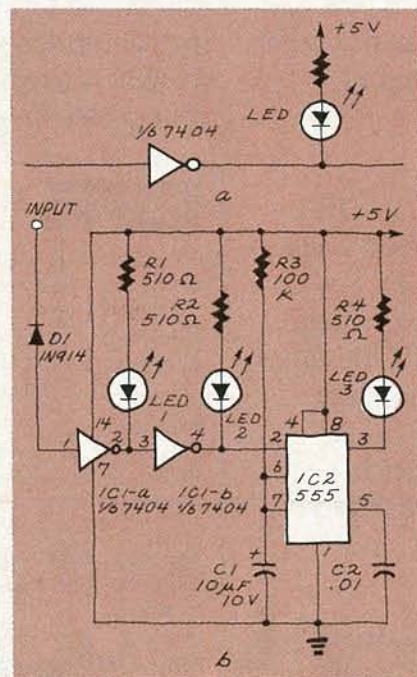 +5V
LED
1/6 7404
a
INPUT
+5V
R1
510Ω
R3
100
K
R2
510Ω
R4
510
Ω
D1
1N914
LED
1
LED
2
LED
3
14
4
8
1
2
3
4
2
3
7
6
IC2
555
7
5
IC1-a
1/6 7404
IC1-b
1/6 7404
1
C1
10µF
10V
+
C2
.01
b